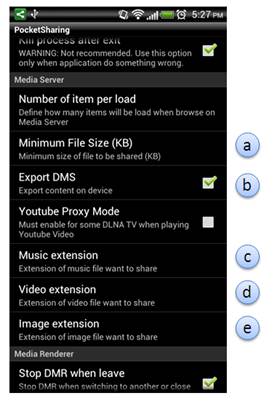 5:27 PM
PocketSharing
Kill process after exit
WARNING: Not recommended. Use this option
only when application do something wrong.
Media Server
Number of item per load
Define how many items will be load when browse on
Media Server
Minimum File Size (KB)
Minimum size of file to be shared (KB)
a
Export DMS
Export content on device
b
Youtube Proxy Mode
Must enable for some DLNA TV when playing
Youtube Video
Music extension
Extension of music file want to share
c
Video extension
Extension of video file want to share
d
Image extension
Extension of image file want to share
e
Media Renderer
Stop DMR when leave
Stop DMR when switching to another or close